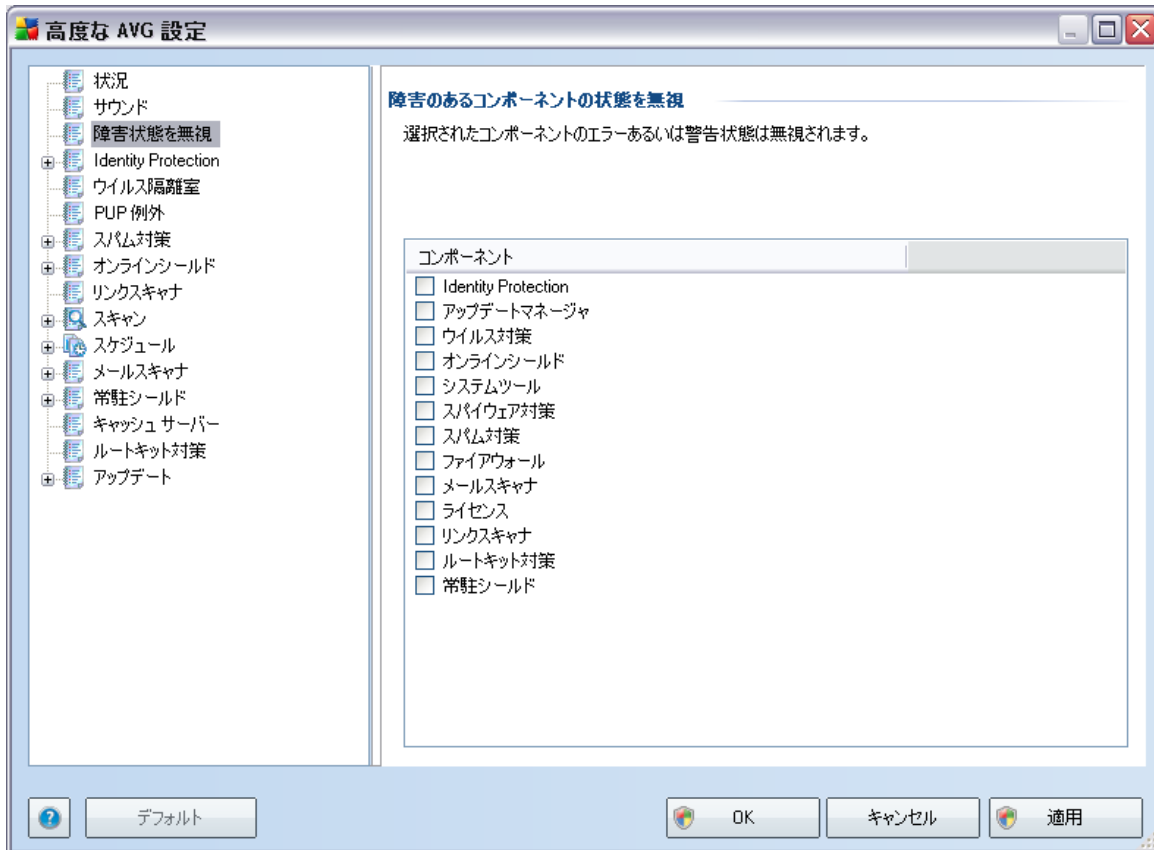 高度な AVG 設定
状況
サウンド
障害状態を無視
Identity Protection
ウイルス隔離室
PUP 例外
スパム対策
オンラインシールド
リンクスキャナ
スキャン
スケジュール
メールスキャナ
常駐シールド
キャッシュ サーバー
ルートキット対策
アップデート
障害のあるコンポーネントの状態を無視
選択されたコンポーネントのエラーあるいは警告状態は無視されます。
コンポーネント
Identity Protection
アップデートマネージャ
ウイルス対策
オンラインシールド
システムツール
スパイウェア対策
スパム対策
ファイアウォール
メールスキャナ
ライセンス
リンクスキャナ
ルートキット対策
常駐シールド
デフォルト
OK
キャンセル
適用